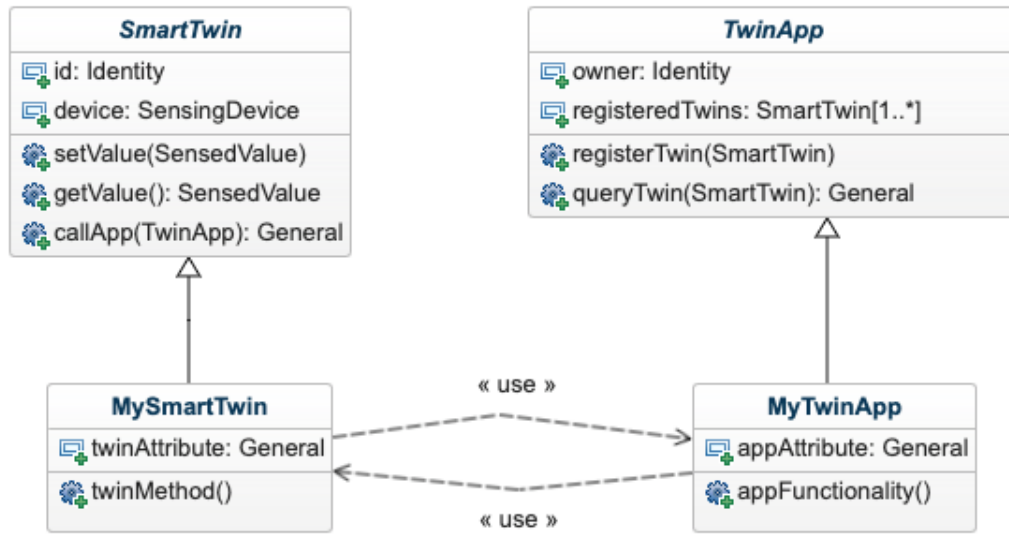 SmartTwin
id: Identity
device: SensingDevice
setValue(SensedValue)
getValue(): SensedValue
callApp(TwinApp): General
TwinApp
owner: Identity
registeredTwins: SmartTwin[1..*]
registerTwin(SmartTwin)
queryTwin(SmartTwin): General
MySmartTwin
twinAttribute: General
twinMethod()
« use »
« use »
MyTwinApp
appAttribute: General
appFunctionality()